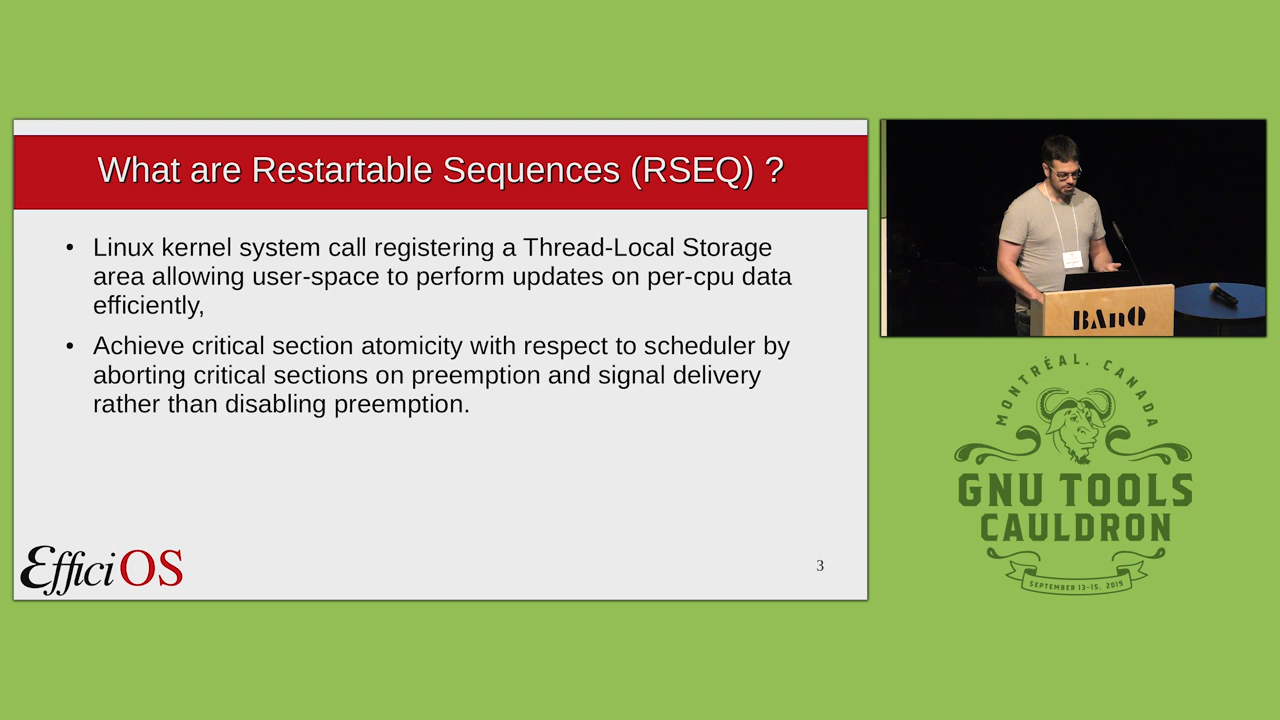 What are Restartable Sequences (RSEQ) ?
• Linux kernel system call registering a Thread-Local Storage
area allowing user-space to perform updates on per-cpu data
efficiently,
• Achieve critical section atomicity with respect to scheduler by
aborting critical sections on preemption and signal delivery
rather than disabling preemption.
EfficiOS
3
BAnQ
MONTRÉAL. CANADA
GNU TOOLS
CAULDRON
SEPTEMBER 13-15, 2019